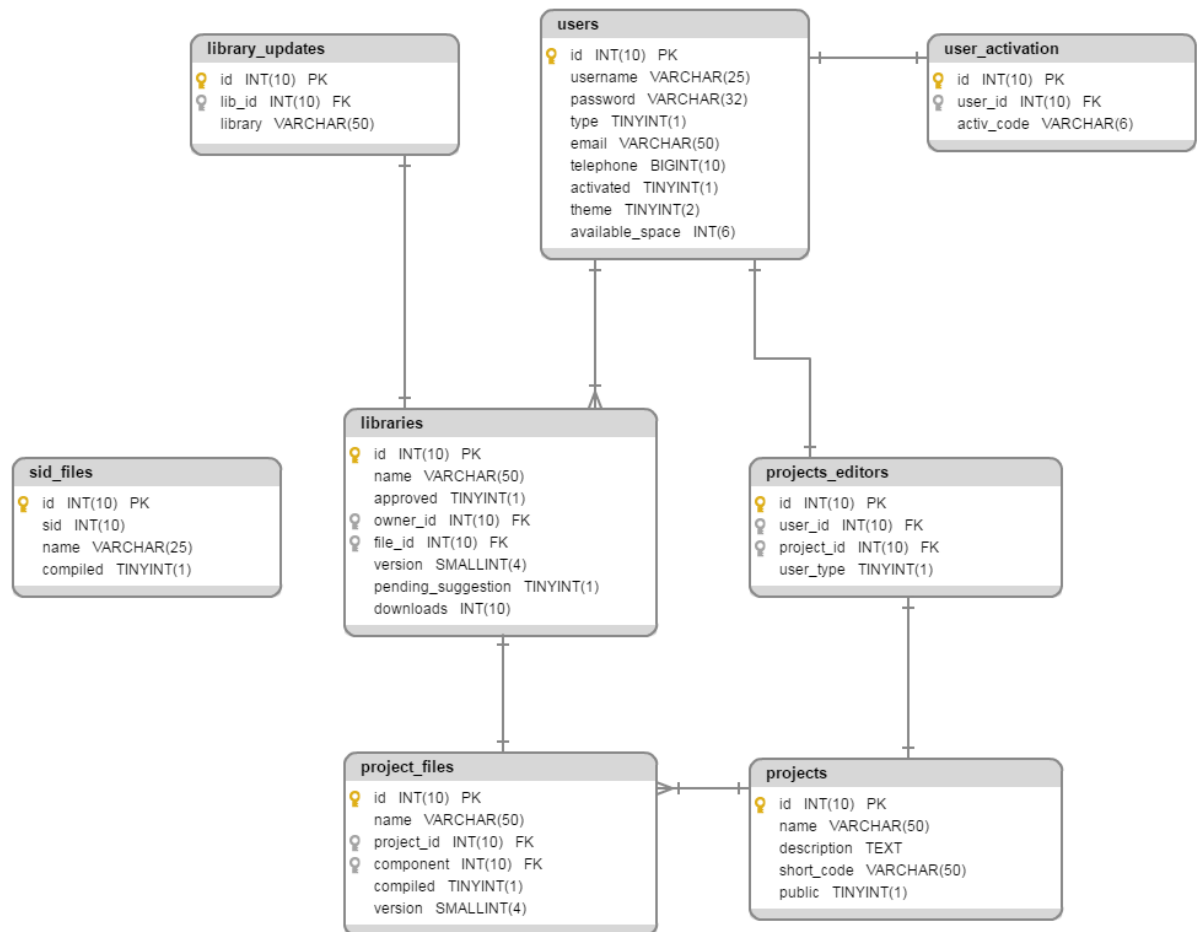 library_updates
id INT(10) PK
lib_id INT(10) FK
library VARCHAR(50)
users
id INT(10) PK
username VARCHAR(25)
password VARCHAR(32)
type TINYINT(1)
email VARCHAR(50)
telephone BIGINT(10)
activated TINYINT(1)
theme TINYINT(2)
available_space INT(6)
user_activation
id INT(10) PK
user_id INT(10) FK
activ_code VARCHAR(6)
sid_files
id INT(10) PK
sid INT(10)
name VARCHAR(25)
compiled TINYINT(1)
libraries
id INT(10) PK
name VARCHAR(50)
approved TINYINT(1)
owner_id INT(10) FK
file_id INT(10) FK
version SMALLINT(4)
pending_suggestion TINYINT(1)
downloads INT(10)
projects_editors
id INT(10) PK
user_id INT(10) FK
project_id INT(10) FK
user_type TINYINT(1)
project_files
id INT(10) PK
name VARCHAR(50)
project_id INT(10) FK
component INT(10) FK
compiled TINYINT(1)
version SMALLINT(4)
projects
id INT(10) PK
name VARCHAR(50)
description TEXT
short_code VARCHAR(50)
public TINYINT(1)